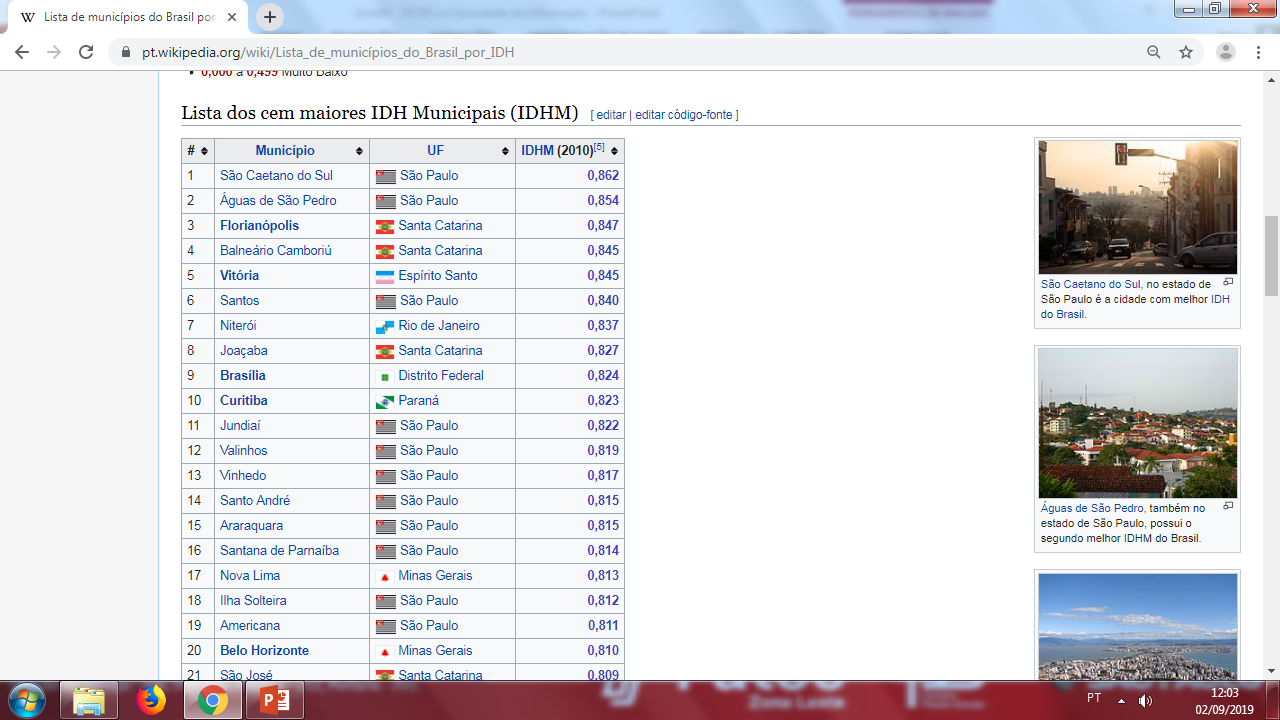 Lista de municípios do Brasil por
pt.wikipedia.org/wiki/Lista_de_municípios_do_Brasil_por_IDH
0,000 a 0,499 Muito Baixo
Lista dos cem maiores IDH Municipais (IDHM) [ editar | editar código-fonte ]
# Município UF IDHM (2010)[5]
1 São Caetano do Sul São Paulo 0,862
2 Águas de São Pedro São Paulo 0,854
3 Florianópolis Santa Catarina 0,847
4 Balneário Camboriú Santa Catarina 0,845
5 Vitória Espírito Santo 0,845
6 Santos São Paulo 0,840
7 Niterói Rio de Janeiro 0,837
8 Joaçaba Santa Catarina 0,827
9 Brasília Distrito Federal 0,824
10 Curitiba Paraná 0,823
11 Jundiaí São Paulo 0,822
12 Valinhos São Paulo 0,819
13 Vinhedo São Paulo 0,817
14 Santo André São Paulo 0,815
15 Araraquara São Paulo 0,815
16 Santana de Parnaíba São Paulo 0,814
17 Nova Lima Minas Gerais 0,813
18 Ilha Solteira São Paulo 0,812
19 Americana São Paulo 0,811
20 Belo Horizonte Minas Gerais 0,810
21 São José Santa Catarina 0,809
São Caetano do Sul, no estado de
São Paulo é a cidade com melhor IDH
do Brasil.
Águas de São Pedro, também no
estado de São Paulo, possui o
segundo melhor IDHM do Brasil.
Zona Leste
PT
12:03
02/09/2019